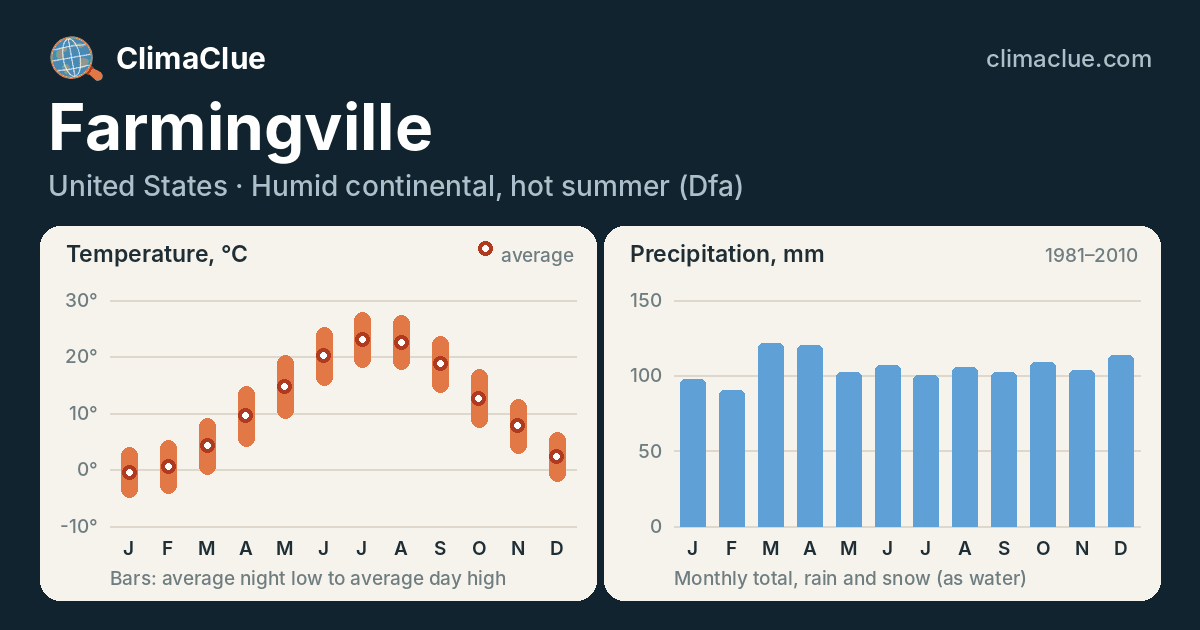 ClimaClue
climaclue.com
Farmingville
United States · Humid continental, hot summer (Dfa)
Temperature, °C
average
30°
20°
10°
0°
-10°
J F M A M J J A S O N D
Bars: average night low to average day high
Precipitation, mm
1981–2010
150
100
50
0
J F M A M J J A S O N D
Monthly total, rain and snow (as water)